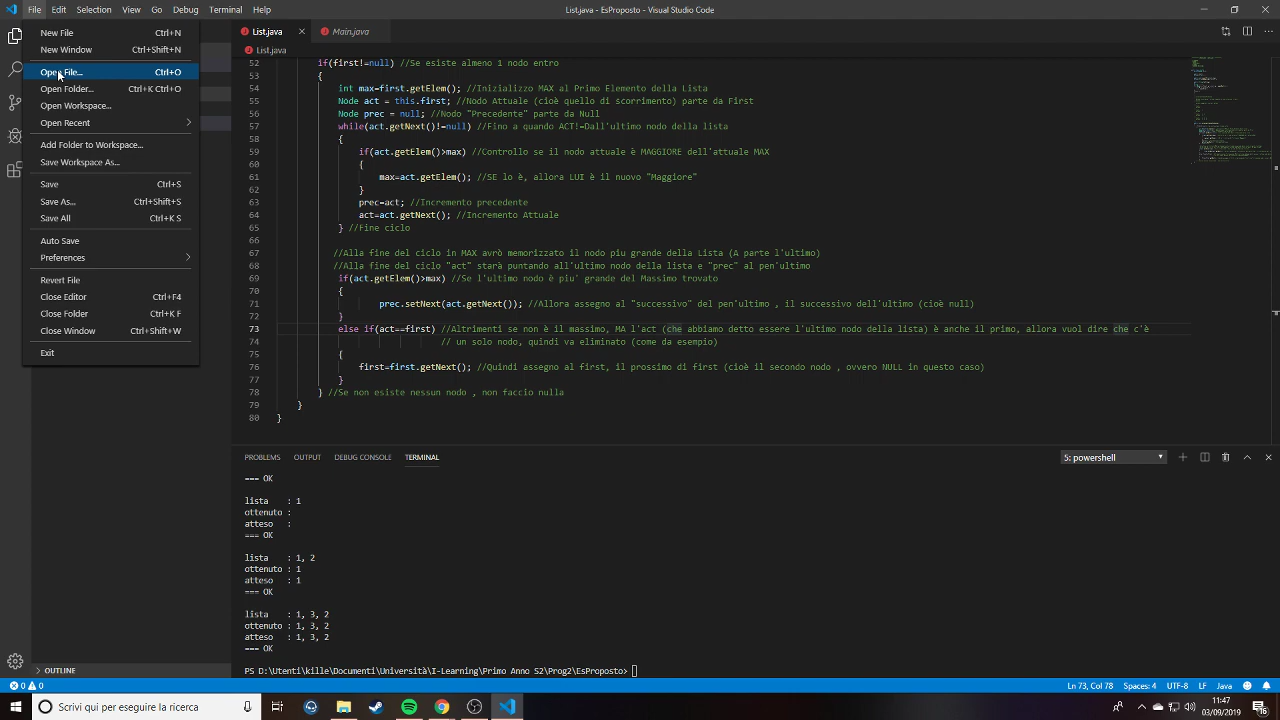 File Edit Selection View Go Debug Terminal Help
List.java - EsProposto - Visual Studio Code
New File Ctrl+N
New Window Ctrl+Shift+N
Open File... Ctrl+O
Open Folder... Ctrl+K Ctrl+O
Open Workspace...
Open Recent
Add Folder to Workspace...
Save Workspace As...
Save Ctrl+S
Save As... Ctrl+Shift+S
Save All Ctrl+K S
Auto Save
Preferences
Revert File
Close Editor Ctrl+F4
Close Folder Ctrl+K F
Close Window Ctrl+Shift+W
Exit
OUTLINE
List.java Main.java
List.java
52 if(first!=null) //Se esiste almeno 1 nodo entro
53 {
54 int max=first.getElem(); //Inizializzo MAX al Primo Elemento della Lista
55 Node act = this.first; //Nodo Attuale (cioè quello di scorrimento) parte da First
56 Node prec = null; //Nodo "Precedente" parte da Null
57 while(act.getNext()!=null) //Fino a quando ACT!=Dall'ultimo nodo della lista
58 {
59 if(act.getElem()>max) //Controllo se il nodo attuale è MAGGIORE dell'attuale MAX
60 {
61 max=act.getElem(); //SE lo è, allora LUI è il nuovo "Maggiore"
62 }
63 prec=act; //Incremento precedente
64 act=act.getNext(); //Incremento Attuale
65 } //Fine ciclo
66
67 //Alla fine del ciclo in MAX avrò memorizzato il nodo piu grande della Lista (A parte l'ultimo)
68 //Alla fine del ciclo "act" starà puntando all'ultimo nodo della lista e "prec" al pen'ultimo
69 if(act.getElem()>max) //Se l'ultimo nodo è piu' grande del Massimo trovato
70 {
71 prec.setNext(act.getNext()); //Allora assegno al "successivo" del pen'ultimo , il successivo dell'ultimo (cioè null)
72 }
73 else if(act==first) //Altrimenti se non è il massimo, MA l'act (che abbiamo detto essere l'ultimo nodo della lista) è anche il primo, allora vuol dire che c'è
74 // un solo nodo, quindi va eliminato (come da esempio)
75 {
76 first=first.getNext(); //Quindi assegno al first, il prossimo di first (cioè il secondo nodo , ovvero NULL in questo caso)
77 }
78 } //Se non esiste nessun nodo , non faccio nulla
79 }
80 }
PROBLEMS OUTPUT DEBUG CONSOLE TERMINAL
5: powershell
=== OK
lista : 1
ottenuto :
atteso :
=== OK
lista : 1, 2
ottenuto : 1
atteso : 1
=== OK
lista : 1, 3, 2
ottenuto : 1, 3, 2
atteso : 1, 3, 2
=== OK
PS D:\Utenti\kille\Documenti\Università\I-Learning\Primo Anno S2\Prog2\EsProposto>
0 0
Ln 73, Col 78 Spaces: 4 UTF-8 LF Java
Scrivi qui per eseguire la ricerca
11:47
03/09/2019